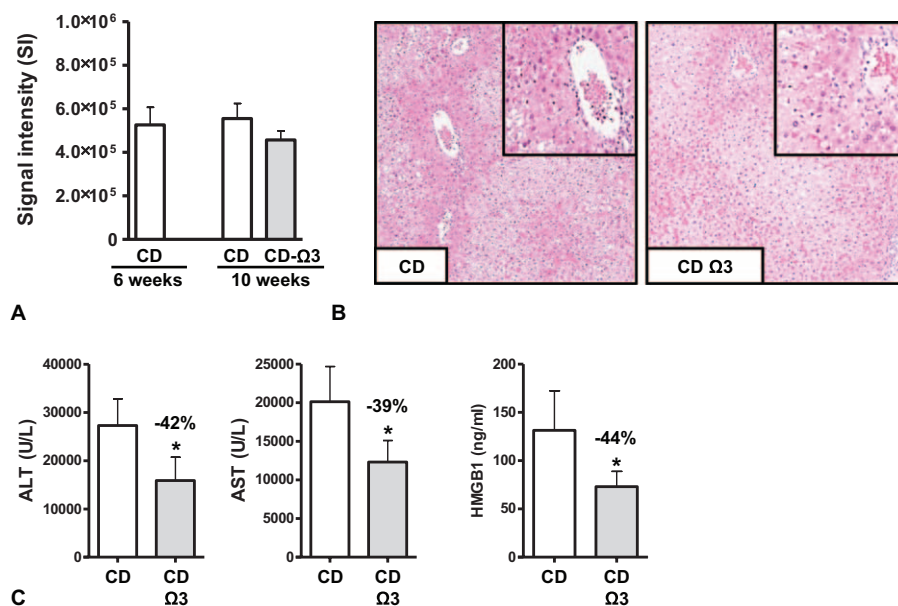 Signal intensity (SI)
1.0×10⁶
8.0×10⁵
6.0×10⁵
4.0×10⁵
2.0×10⁵
0
CD
CD
CD-Ω3
6 weeks
10 weeks
A
CD
CD Ω3
B
ALT (U/L)
40000
30000
20000
10000
0
-42%
*
CD
CD
Ω3
AST (U/L)
25000
20000
15000
10000
5000
0
-39%
*
CD
CD
Ω3
HMGB1 (ng/ml)
200
150
100
50
0
-44%
*
CD
CD
Ω3
C